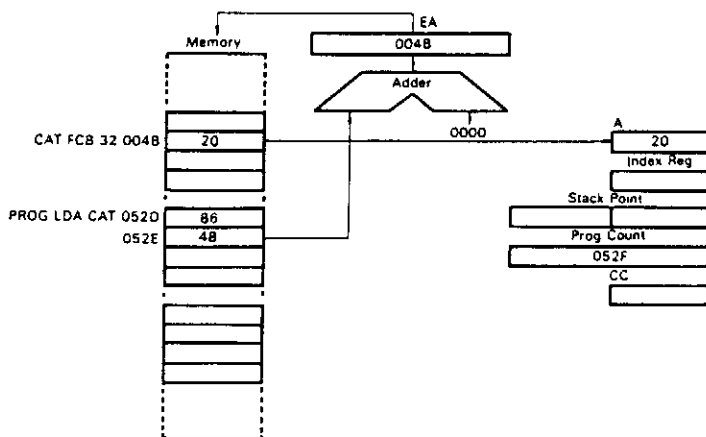 EA
Memory
004B
Adder
0000
A
CAT FCB 32 004B
20
20
Index Reg
Stack Point
PROG LDA CAT 052D
86
052E
4B
Prog Count
052F
CC